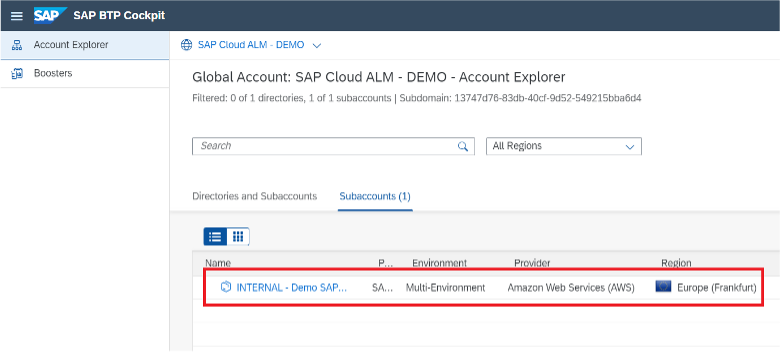 SAP SAP BTP Cockpit
Account Explorer
Boosters
SAP Cloud ALM - DEMO
Global Account: SAP Cloud ALM - DEMO - Account Explorer
Filtered: 0 of 1 directories, 1 of 1 subaccounts | Subdomain: 13747d76-83db-40cf-9d52-549215bba6d4
Search All Regions
Directories and Subaccounts Subaccounts (1)
Name P... Environment Provider Region
INTERNAL - Demo SAP... SA... Multi-Environment Amazon Web Services (AWS) Europe (Frankfurt)